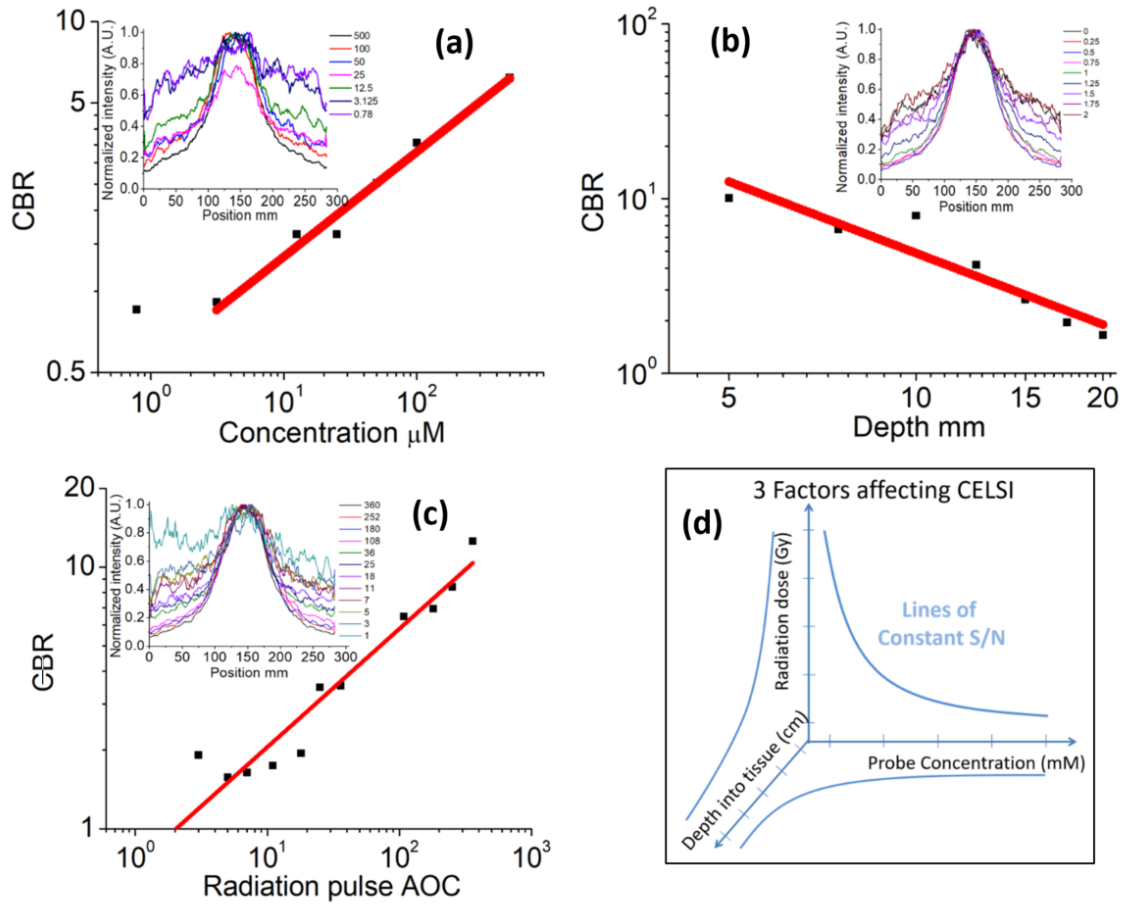 (a)
10
5
0.5
CBR
10⁰
10¹
10²
Concentration μM
Normalized intensity (A.U.)
1.0
0.8
0.6
0.4
0.2
0.0
0 50 100 150 200 250 300
Position mm
500
100
50
25
12.5
3.125
0.78
(b)
10²
10¹
10⁰
CBR
5
10
15
20
Depth mm
Normalized intensity (A.U.)
1.0
0.8
0.6
0.4
0.2
0.0
0 50 100 150 200 250 300
Position mm
0
0.25
0.5
0.75
1
1.25
1.5
1.75
2
(c)
20
10
1
CBR
10⁰
10¹
10²
10³
Radiation pulse AOC
Normalized intensity (A.U.)
1.0
0.8
0.6
0.4
0.2
0.0
0 50 100 150 200 250 300
Position mm
360
252
180
108
36
25
18
11
7
5
3
1
3 Factors affecting CELSI
(d)
Radiation dose (Gy)
Lines of
Constant S/N
Depth into tissue (cm)
Probe Concentration (mM)